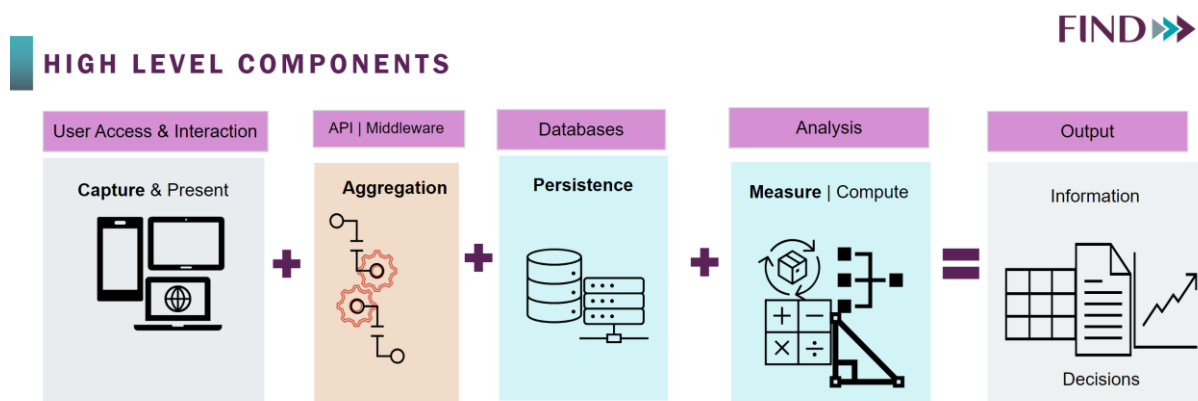 FIND
HIGH LEVEL COMPONENTS
User Access & Interaction
API | Middleware
Databases
Analysis
Output
Capture & Present
Aggregation
Persistence
Measure | Compute
Information
Decisions